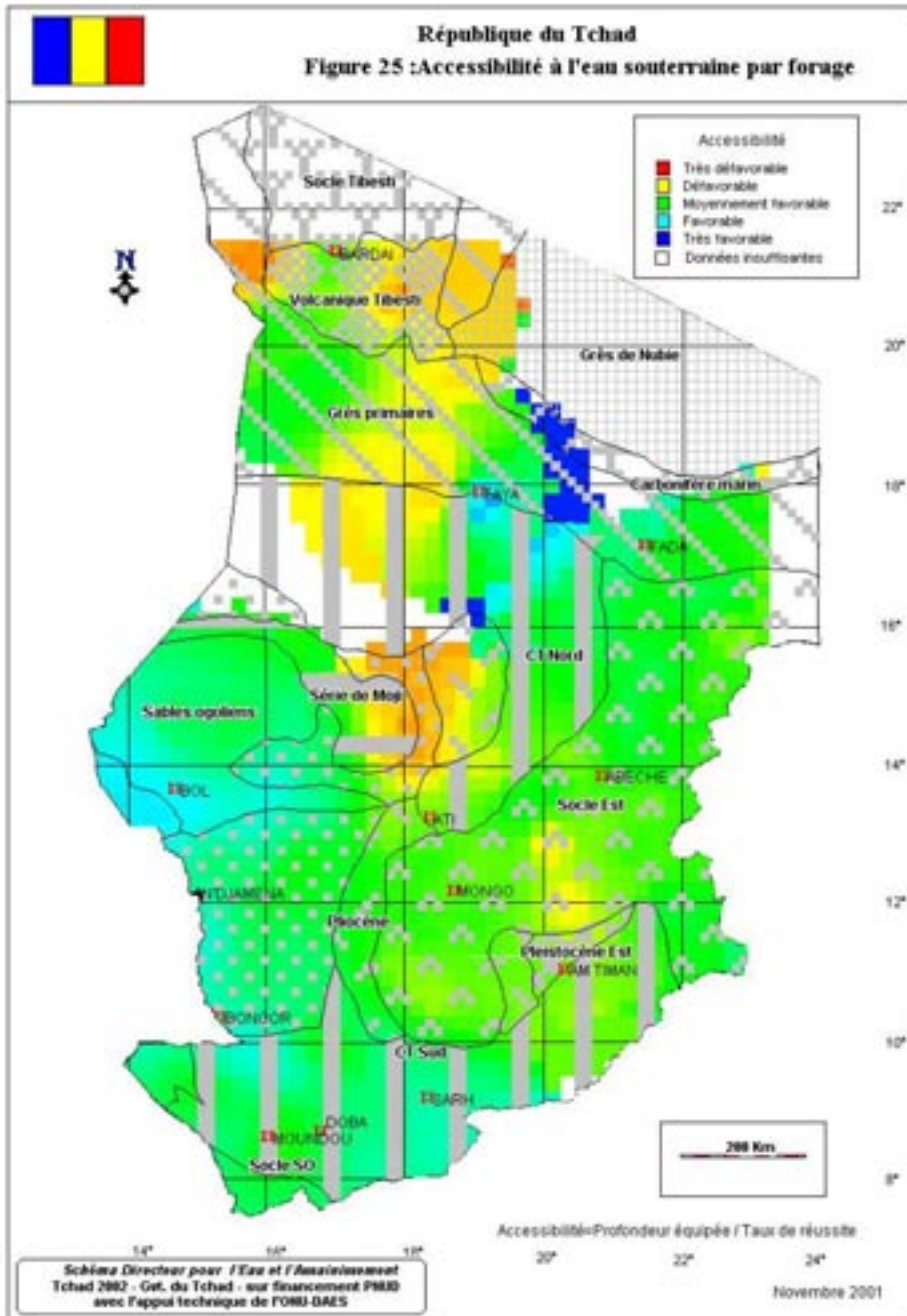 République du Tchad
Figure 25 :Accessibilité à l'eau souterraine par forage
Accessibilité
Très défavorable
Défavorable
Moyennement favorable
Favorable
Très favorable
Données insuffisantes
Socle Tibesti
22°
N
BARDAI
Volcanique Tibesti
Grès de Nubie
20°
Grès primaires
Carbonifère marin
18°
FAYA
FADA
16°
CT Nord
Série de Moji
Sables ogoliens
14°
BOL
ABECHE
Socle Est
ATI
MONGO
N'DJAMENA
12°
Pliocène
Pleistocène Est
AM TIMAN
BONGOR
10°
CT Sud
SARH
DOBA
MOUNDOU
Socle SO
200 Km
8°
Accessibilité=Profondeur équipée / Taux de réussite
14°
16°
18°
20°
22°
24°
Schéma Directeur pour l'Eau et l'Assainissement
Tchad 2002 - Gvt. du Tchad - sur financement PNUD
avec l'appui technique de l'ONU-DAES
Novembre 2001